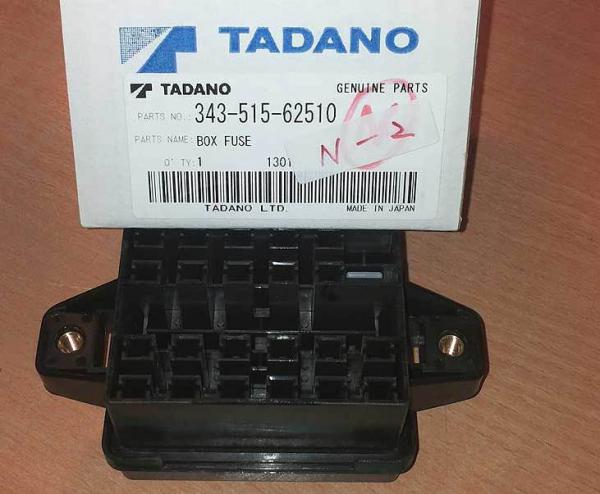 TADANO
TADANO GENUINE PARTS
PARTS NO.: 343-515-62510
N-2
PARTS NAME: BOX FUSE
Q' TY: 1 1301
TADANO LTD. MADE IN JAPAN